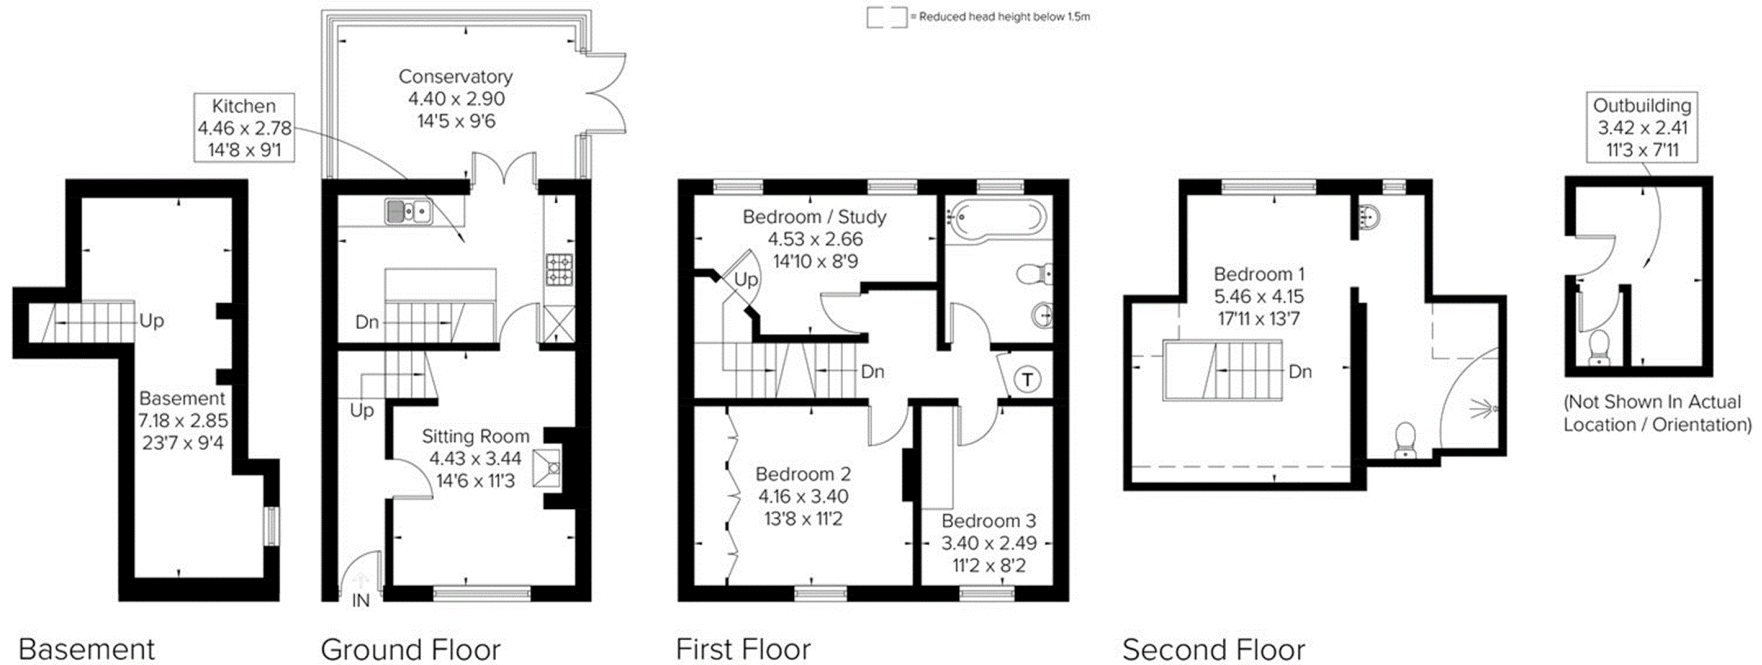 = Reduced head height below 1.5m
Conservatory
4.40 x 2.90
14'5 x 9'6
Kitchen
4.46 x 2.78
14'8 x 9'1
Outbuilding
3.42 x 2.41
11'3 x 7'11
Up
Basement
7.18 x 2.85
23'7 x 9'4
Dn
Up
Sitting Room
4.43 x 3.44
14'6 x 11'3
IN
Bedroom / Study
4.53 x 2.66
14'10 x 8'9
Up
Dn
T
Bedroom 2
4.16 x 3.40
13'8 x 11'2
Bedroom 3
3.40 x 2.49
11'2 x 8'2
Bedroom 1
5.46 x 4.15
17'11 x 13'7
Dn
(Not Shown In Actual
Location / Orientation)
Basement
Ground Floor
First Floor
Second Floor